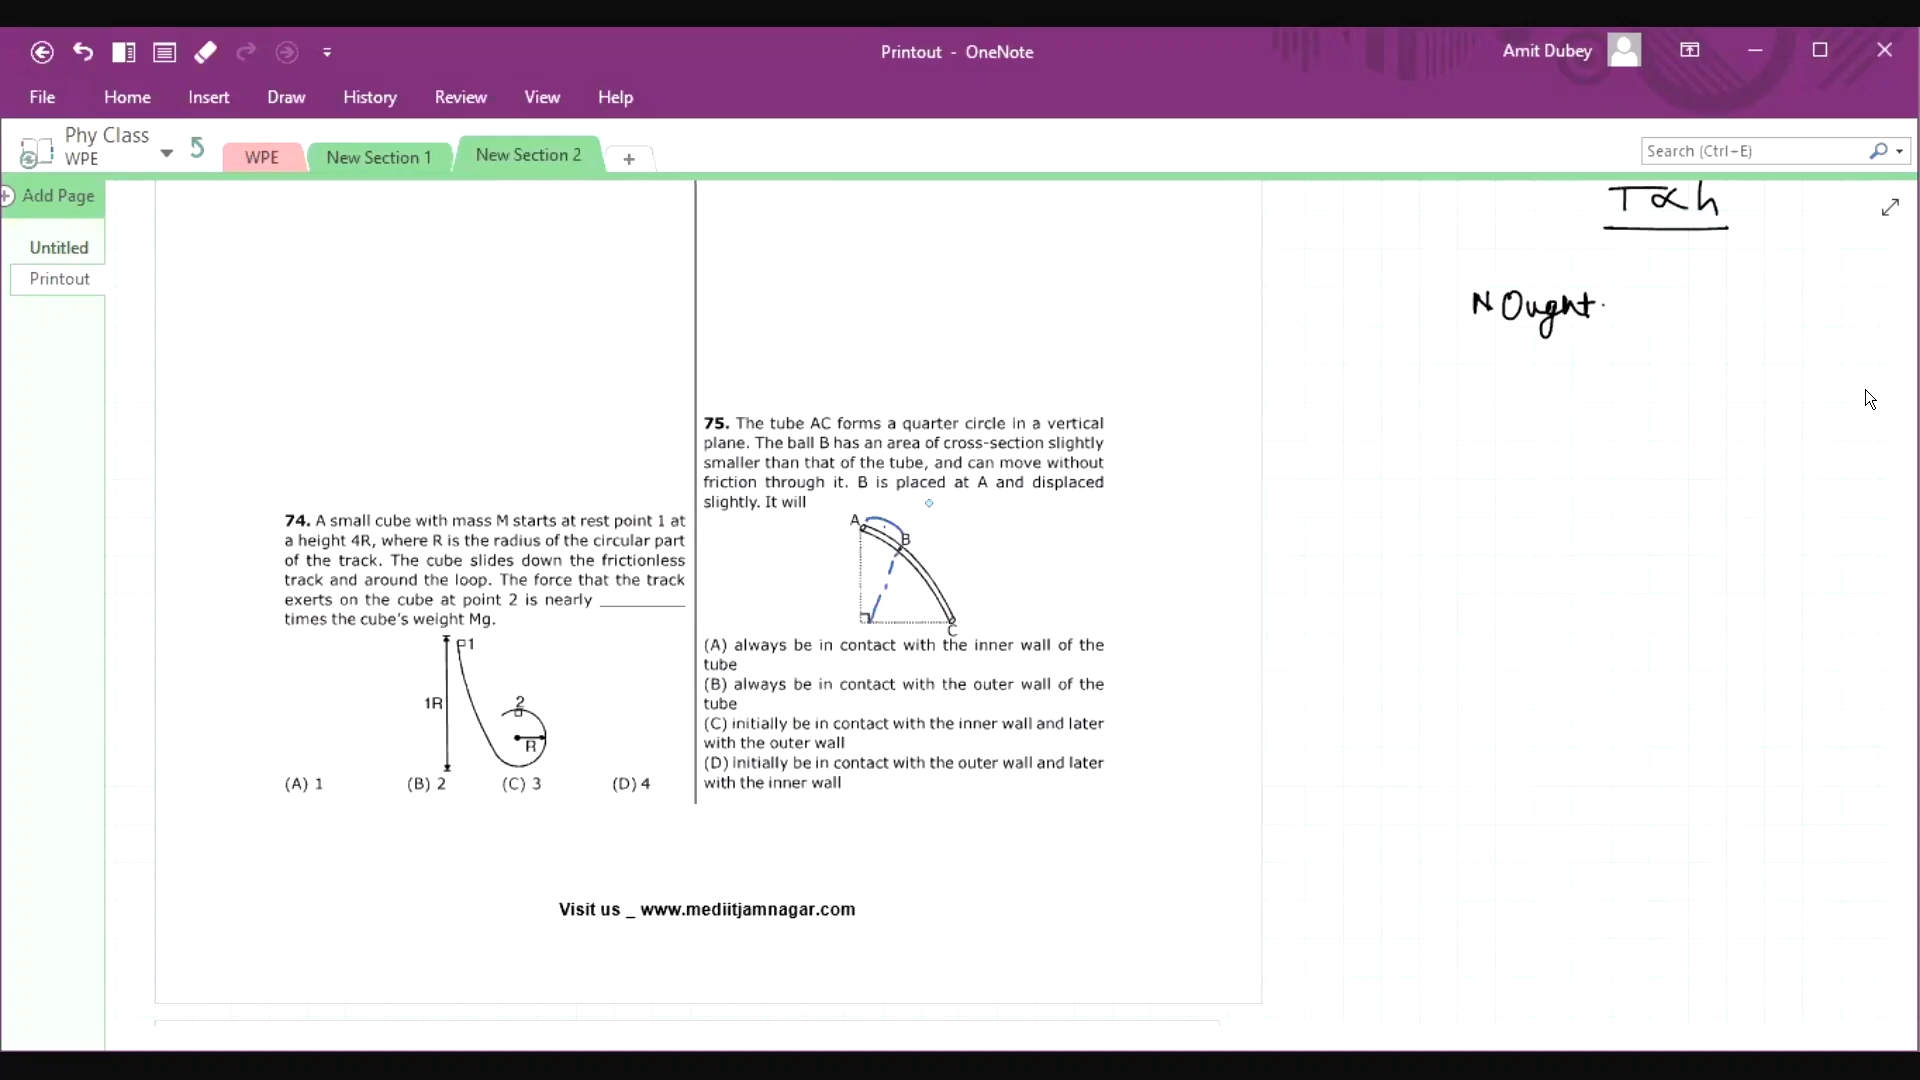 Printout - OneNote
Amit Dubey
File Home Insert Draw History Review View Help
Phy Class
WPE
WPE
New Section 1
New Section 2
+
Search (Ctrl+E)
Add Page
Untitled
Printout
T∝h
NOught.
74. A small cube with mass M starts at rest point 1 at
a height 4R, where R is the radius of the circular part
of the track. The cube slides down the frictionless
track and around the loop. The force that the track
exerts on the cube at point 2 is nearly __________
times the cube's weight Mg.
1
1R
2
R
(A) 1 (B) 2 (C) 3 (D) 4
75. The tube AC forms a quarter circle in a vertical
plane. The ball B has an area of cross-section slightly
smaller than that of the tube, and can move without
friction through it. B is placed at A and displaced
slightly. It will
A
B
C
(A) always be in contact with the inner wall of the
tube
(B) always be in contact with the outer wall of the
tube
(C) initially be in contact with the inner wall and later
with the outer wall
(D) initially be in contact with the outer wall and later
with the inner wall
Visit us _ www.mediitjamnagar.com